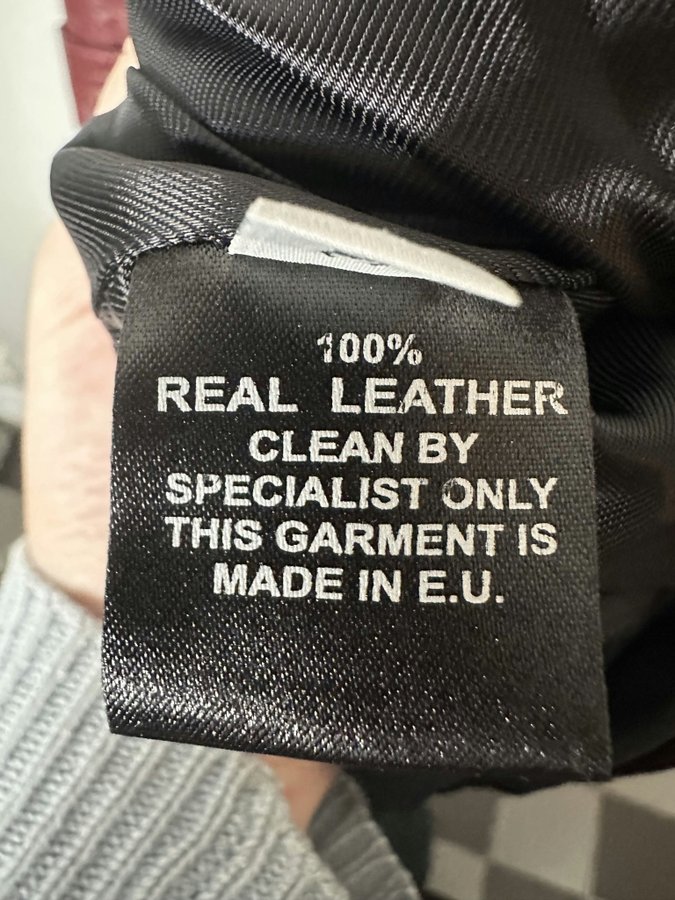 100%
REAL LEATHER
CLEAN BY
SPECIALIST ONLY
THIS GARMENT IS
MADE IN E.U.